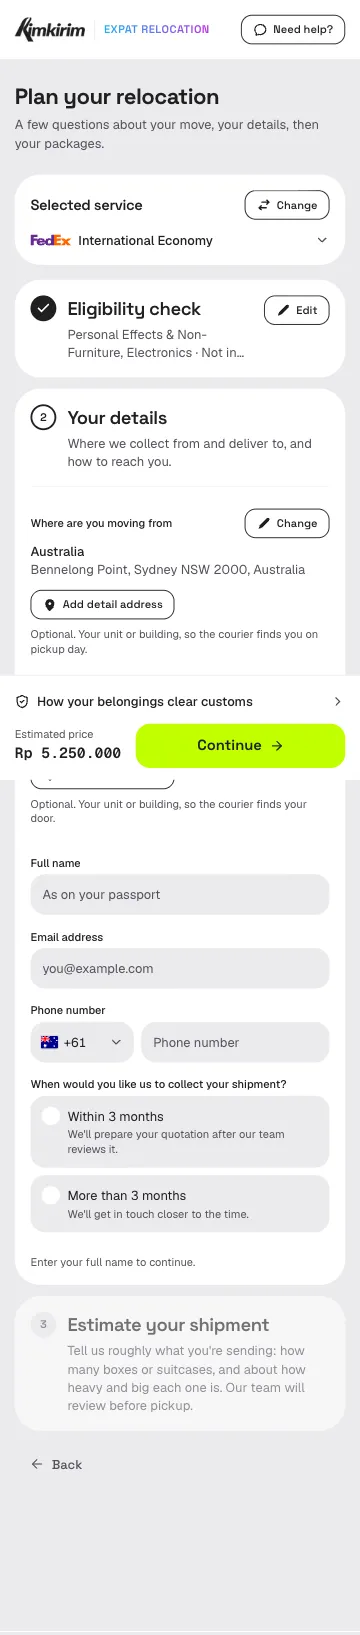 Kimkirim
EXPAT RELOCATION
Need help?
Plan your relocation
A few questions about your move, your details, then
your packages.
Selected service
Change
FedEx International Economy
Eligibility check
Edit
Personal Effects & Non-
Furniture, Electronics · Not in...
2
Your details
Where we collect from and deliver to, and
how to reach you.
Where are you moving from
Change
Australia
Bennelong Point, Sydney NSW 2000, Australia
Add detail address
Optional. Your unit or building, so the courier finds you on
pickup day.
How your belongings clear customs
Estimated price
Rp 5.250.000
Continue
Optional. Your unit or building, so the courier finds your
door.
Full name
As on your passport
Email address
you@example.com
Phone number
+61
Phone number
When would you like us to collect your shipment?
Within 3 months
We'll prepare your quotation after our team
reviews it.
More than 3 months
We'll get in touch closer to the time.
Enter your full name to continue.
3
Estimate your shipment
Tell us roughly what you're sending: how
many boxes or suitcases, and about how
heavy and big each one is. Our team will
review before pickup.
Back